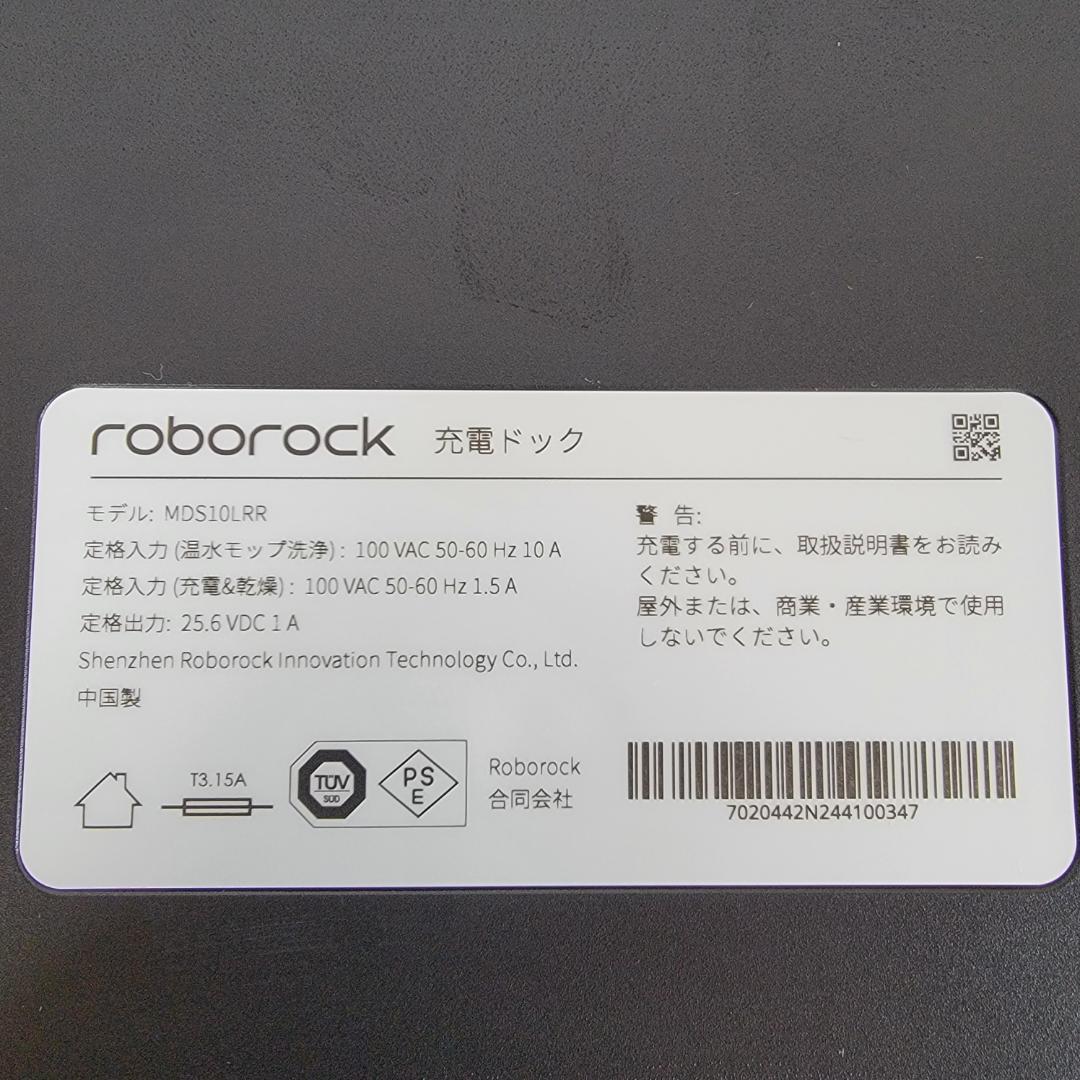 roborock 充電ドック
モデル: MDS10LRR
定格入力 (温水モップ洗浄) : 100 VAC 50-60 Hz 10 A
定格入力 (充電&乾燥) : 100 VAC 50-60 Hz 1.5 A
定格出力: 25.6 VDC 1 A
Shenzhen Roborock Innovation Technology Co., Ltd.
中国製
警 告:
充電する前に、取扱説明書をお読み
ください。
屋外または、商業・産業環境で使用
しないでください。
T3.15A
TÜV
SÜD
PS
E
Roborock
合同会社
7020442N244100347